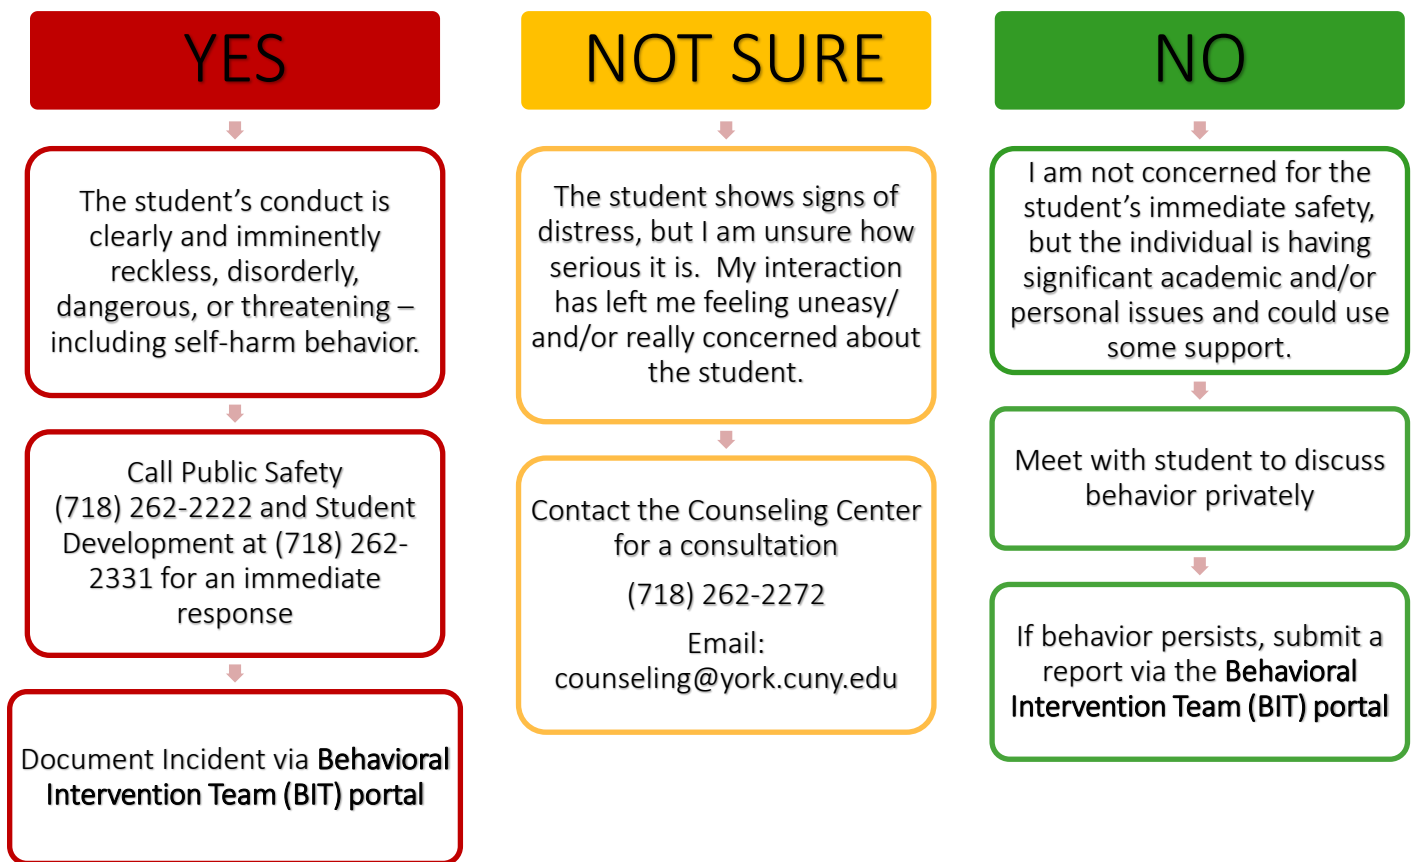 YES
The student’s conduct is
clearly and imminently
reckless, disorderly,
dangerous, or threatening –
including self-harm behavior.
Call Public Safety
(718) 262-2222 and Student
Development at (718) 262-
2331 for an immediate
response
Document Incident via Behavioral
Intervention Team (BIT) portal
NOT SURE
The student shows signs of
distress, but I am unsure how
serious it is.  My interaction
has left me feeling uneasy/
and/or really concerned about
the student.
Contact the Counseling Center
for a consultation
(718) 262-2272
Email:
counseling@york.cuny.edu
NO
I am not concerned for the
student’s immediate safety,
but the individual is having
significant academic and/or
personal issues and could use
some support.
Meet with student to discuss
behavior privately
If behavior persists, submit a
report via the Behavioral
Intervention Team (BIT) portal